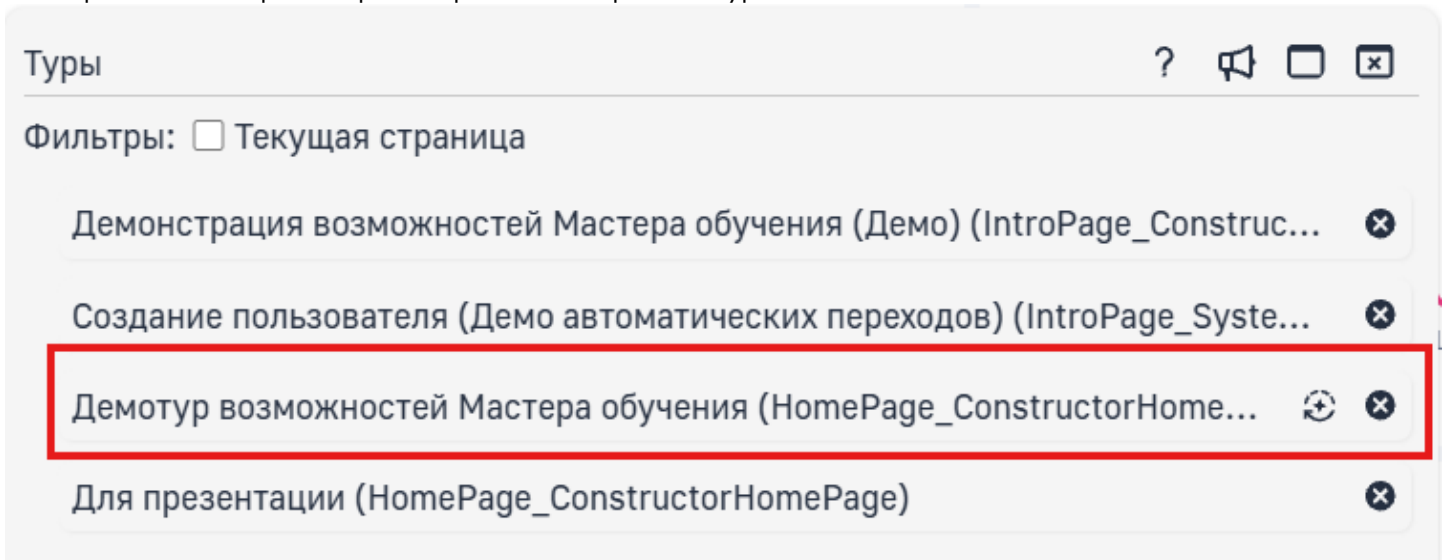 Туры ?
Фильтры: Текущая страница
Демонстрация возможностей Мастера обучения (Демо) (IntroPage_Construc...
Создание пользователя (Демо автоматических переходов) (IntroPage_Syste...
Демотур возможностей Мастера обучения (HomePage_ConstructorHome...
Для презентации (HomePage_ConstructorHomePage)